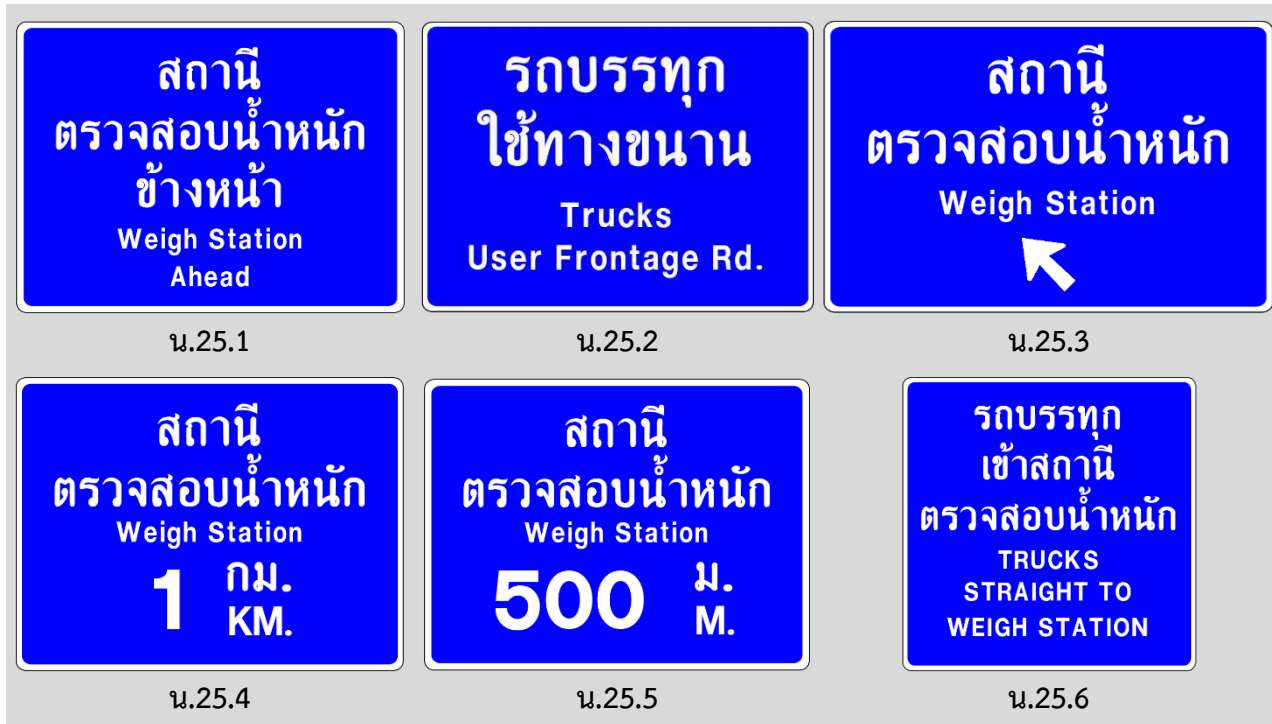 สถานี
ตรวจสอบน้ำหนัก
ข้างหน้า
Weigh Station
Ahead
น.25.1
รถบรรทุก
ใช้ทางขนาน
Trucks
User Frontage Rd.
น.25.2
สถานี
ตรวจสอบน้ำหนัก
Weigh Station
น.25.3
สถานี
ตรวจสอบน้ำหนัก
Weigh Station
1 กม.
KM.
น.25.4
สถานี
ตรวจสอบน้ำหนัก
Weigh Station
500 ม.
M.
น.25.5
รถบรรทุก
เข้าสถานี
ตรวจสอบน้ำหนัก
TRUCKS
STRAIGHT TO
WEIGH STATION
น.25.6